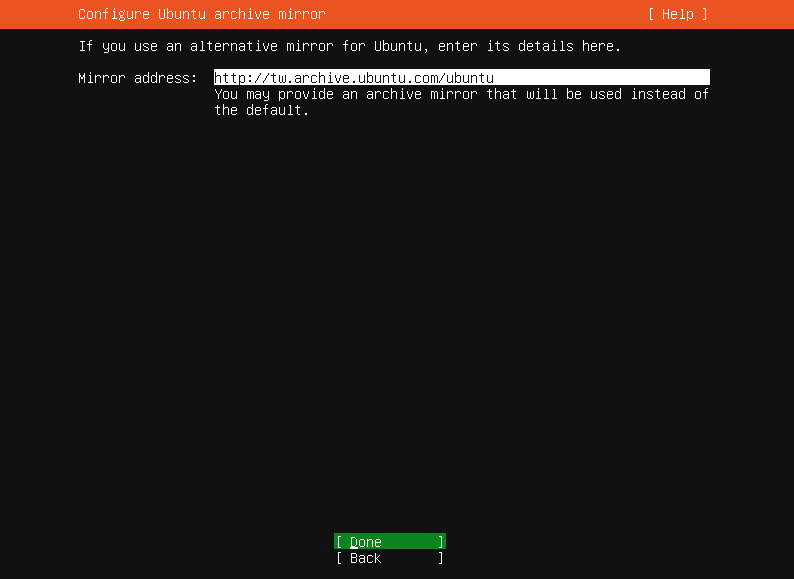 Configure Ubuntu archive mirror [ Help ]
If you use an alternative mirror for Ubuntu, enter its details here.
Mirror address: http://tw.archive.ubuntu.com/ubuntu
You may provide an archive mirror that will be used instead of
the default.
[ Done ]
[ Back ]